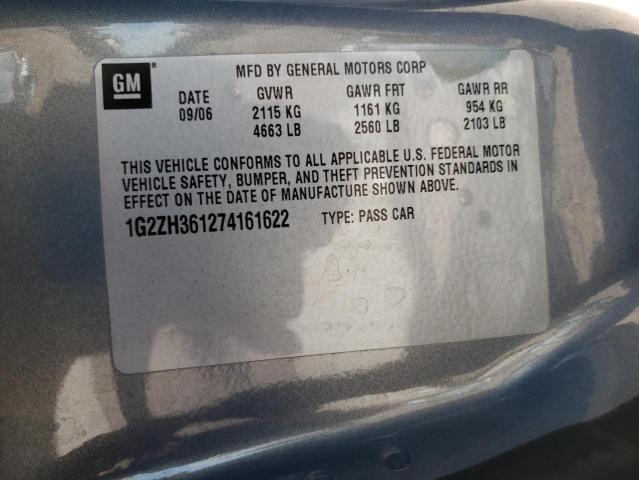 GM
MFD BY GENERAL MOTORS CORP
DATE GVWR GAWR FRT GAWR RR
09/06 2115 KG 1161 KG 954 KG
4663 LB 2560 LB 2103 LB
THIS VEHICLE CONFORMS TO ALL APPLICABLE U.S. FEDERAL MOTOR
VEHICLE SAFETY, BUMPER, AND THEFT PREVENTION STANDARDS IN
EFFECT ON THE DATE OF MANUFACTURE SHOWN ABOVE.
1G2ZH361274161622 TYPE: PASS CAR